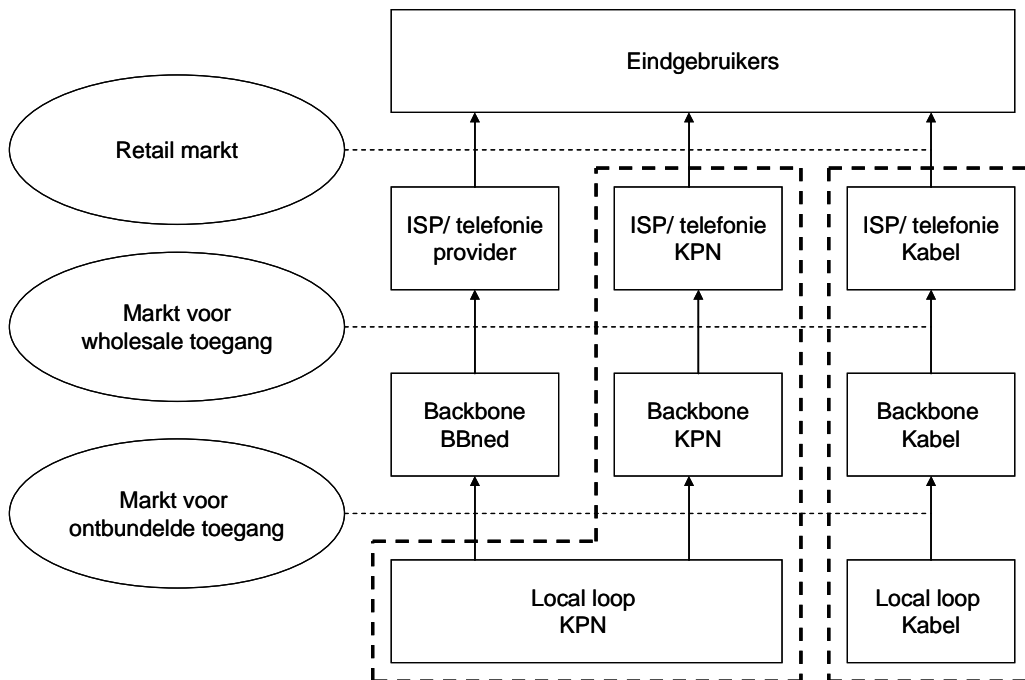 Eindgebruikers
Retail markt
ISP/ telefonie
provider
ISP/ telefonie
KPN
ISP/ telefonie
Kabel
Markt voor
wholesale toegang
Backbone
BBned
Backbone
KPN
Backbone
Kabel
Markt voor
ontbundelde toegang
Local loop
KPN
Local loop
Kabel